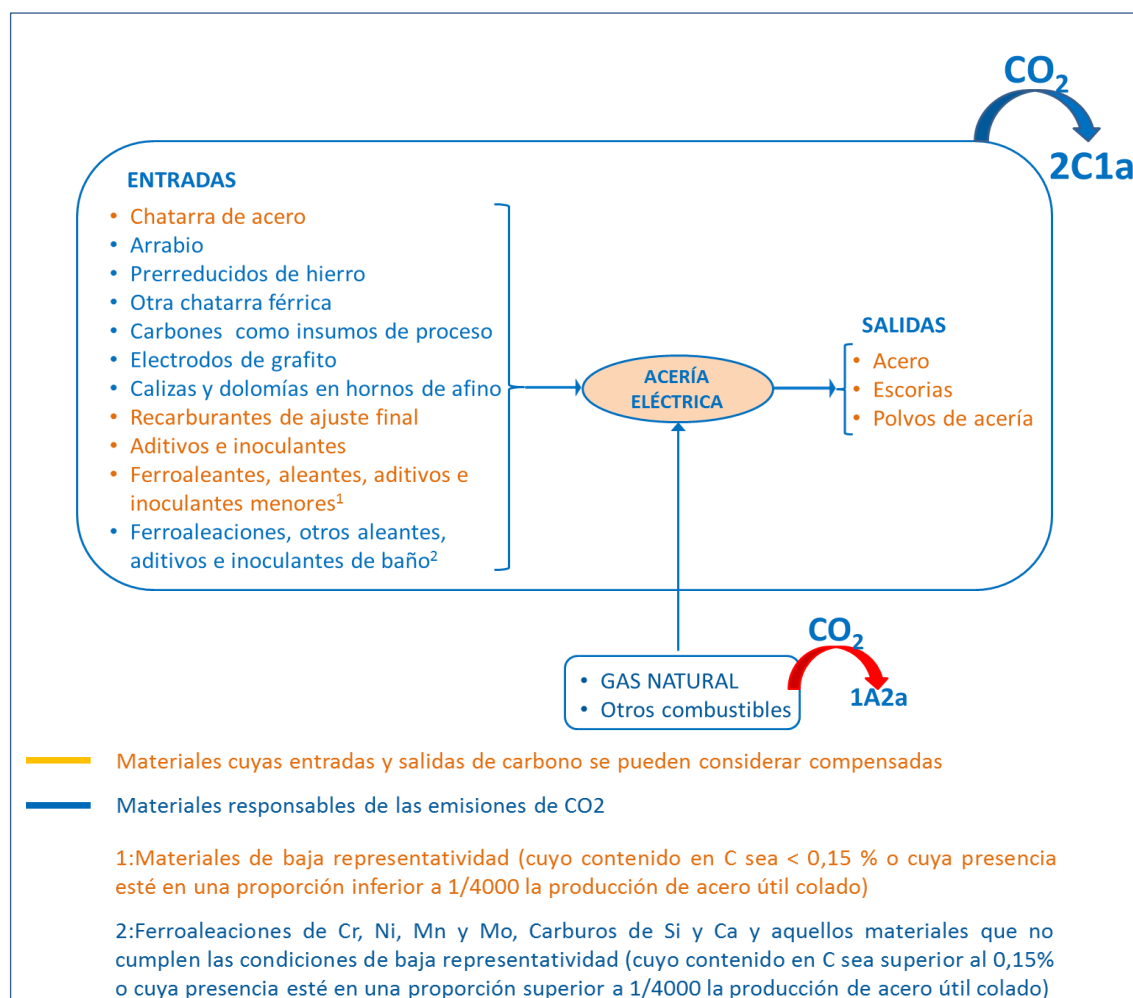 CO2
2C1a
ENTRADAS
• Chatarra de acero
• Arrabio
• Prerreducidos de hierro
• Otra chatarra férrica
• Carbones como insumos de proceso
• Electrodos de grafito
• Calizas y dolomías en hornos de afino
• Recarburantes de ajuste final
• Aditivos e inoculantes
• Ferroaleantes, aleantes, aditivos e
inoculantes menores1
• Ferroaleaciones, otros aleantes,
aditivos e inoculantes de baño2
ACERÍA
ELÉCTRICA
SALIDAS
• Acero
• Escorias
• Polvos de acería
• GAS NATURAL
• Otros combustibles
CO2
1A2a
Materiales cuyas entradas y salidas de carbono se pueden considerar compensadas
Materiales responsables de las emisiones de CO2
1:Materiales de baja representatividad (cuyo contenido en C sea < 0,15 % o cuya presencia
esté en una proporción inferior a 1/4000 la producción de acero útil colado)
2:Ferroaleaciones de Cr, Ni, Mn y Mo, Carburos de Si y Ca y aquellos materiales que no
cumplen las condiciones de baja representatividad (cuyo contenido en C sea superior al 0,15%
o cuya presencia esté en una proporción superior a 1/4000 la producción de acero útil colado)